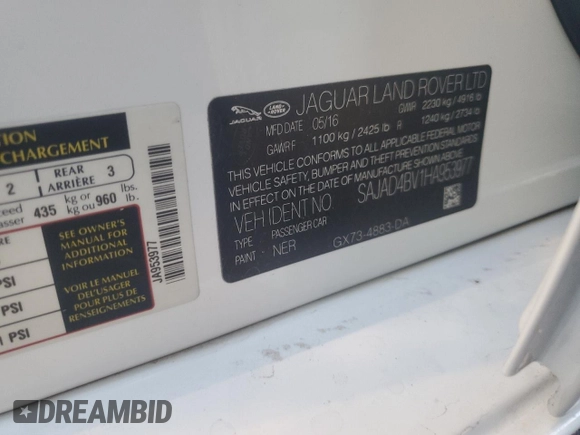 JAGUAR LAND ROVER LTD
JAGUAR
LAND ROVER
MFD DATE 05/16 GVWR 2230 kg / 4916 lb
GAWR F 1100 kg / 2425 lb R 1240 kg / 2734 lb
THIS VEHICLE CONFORMS TO ALL APPLICABLE FEDERAL MOTOR
VEHICLE SAFETY, BUMPER, AND THEFT PREVENTION STANDARDS
IN EFFECT ON THE DATE OF MANUFACTURE SHOWN ABOVE.
VEH IDENT NO SAJAD4BV1HA953977
TYPE PASSENGER CAR
PAINT NER GX73-4883-DA
CHARGEMENT
2 REAR ARRIÈRE 3
435 kg or kg ou 960 lbs. lb.
SEE OWNER'S
MANUAL FOR
ADDITIONAL
INFORMATION
VOIR LE MANUEL
DE L'USAGER
POUR PLUS DE
RENSEIGNEMENTS
PSI
PSI
PSI
JA953977
DREAMBID